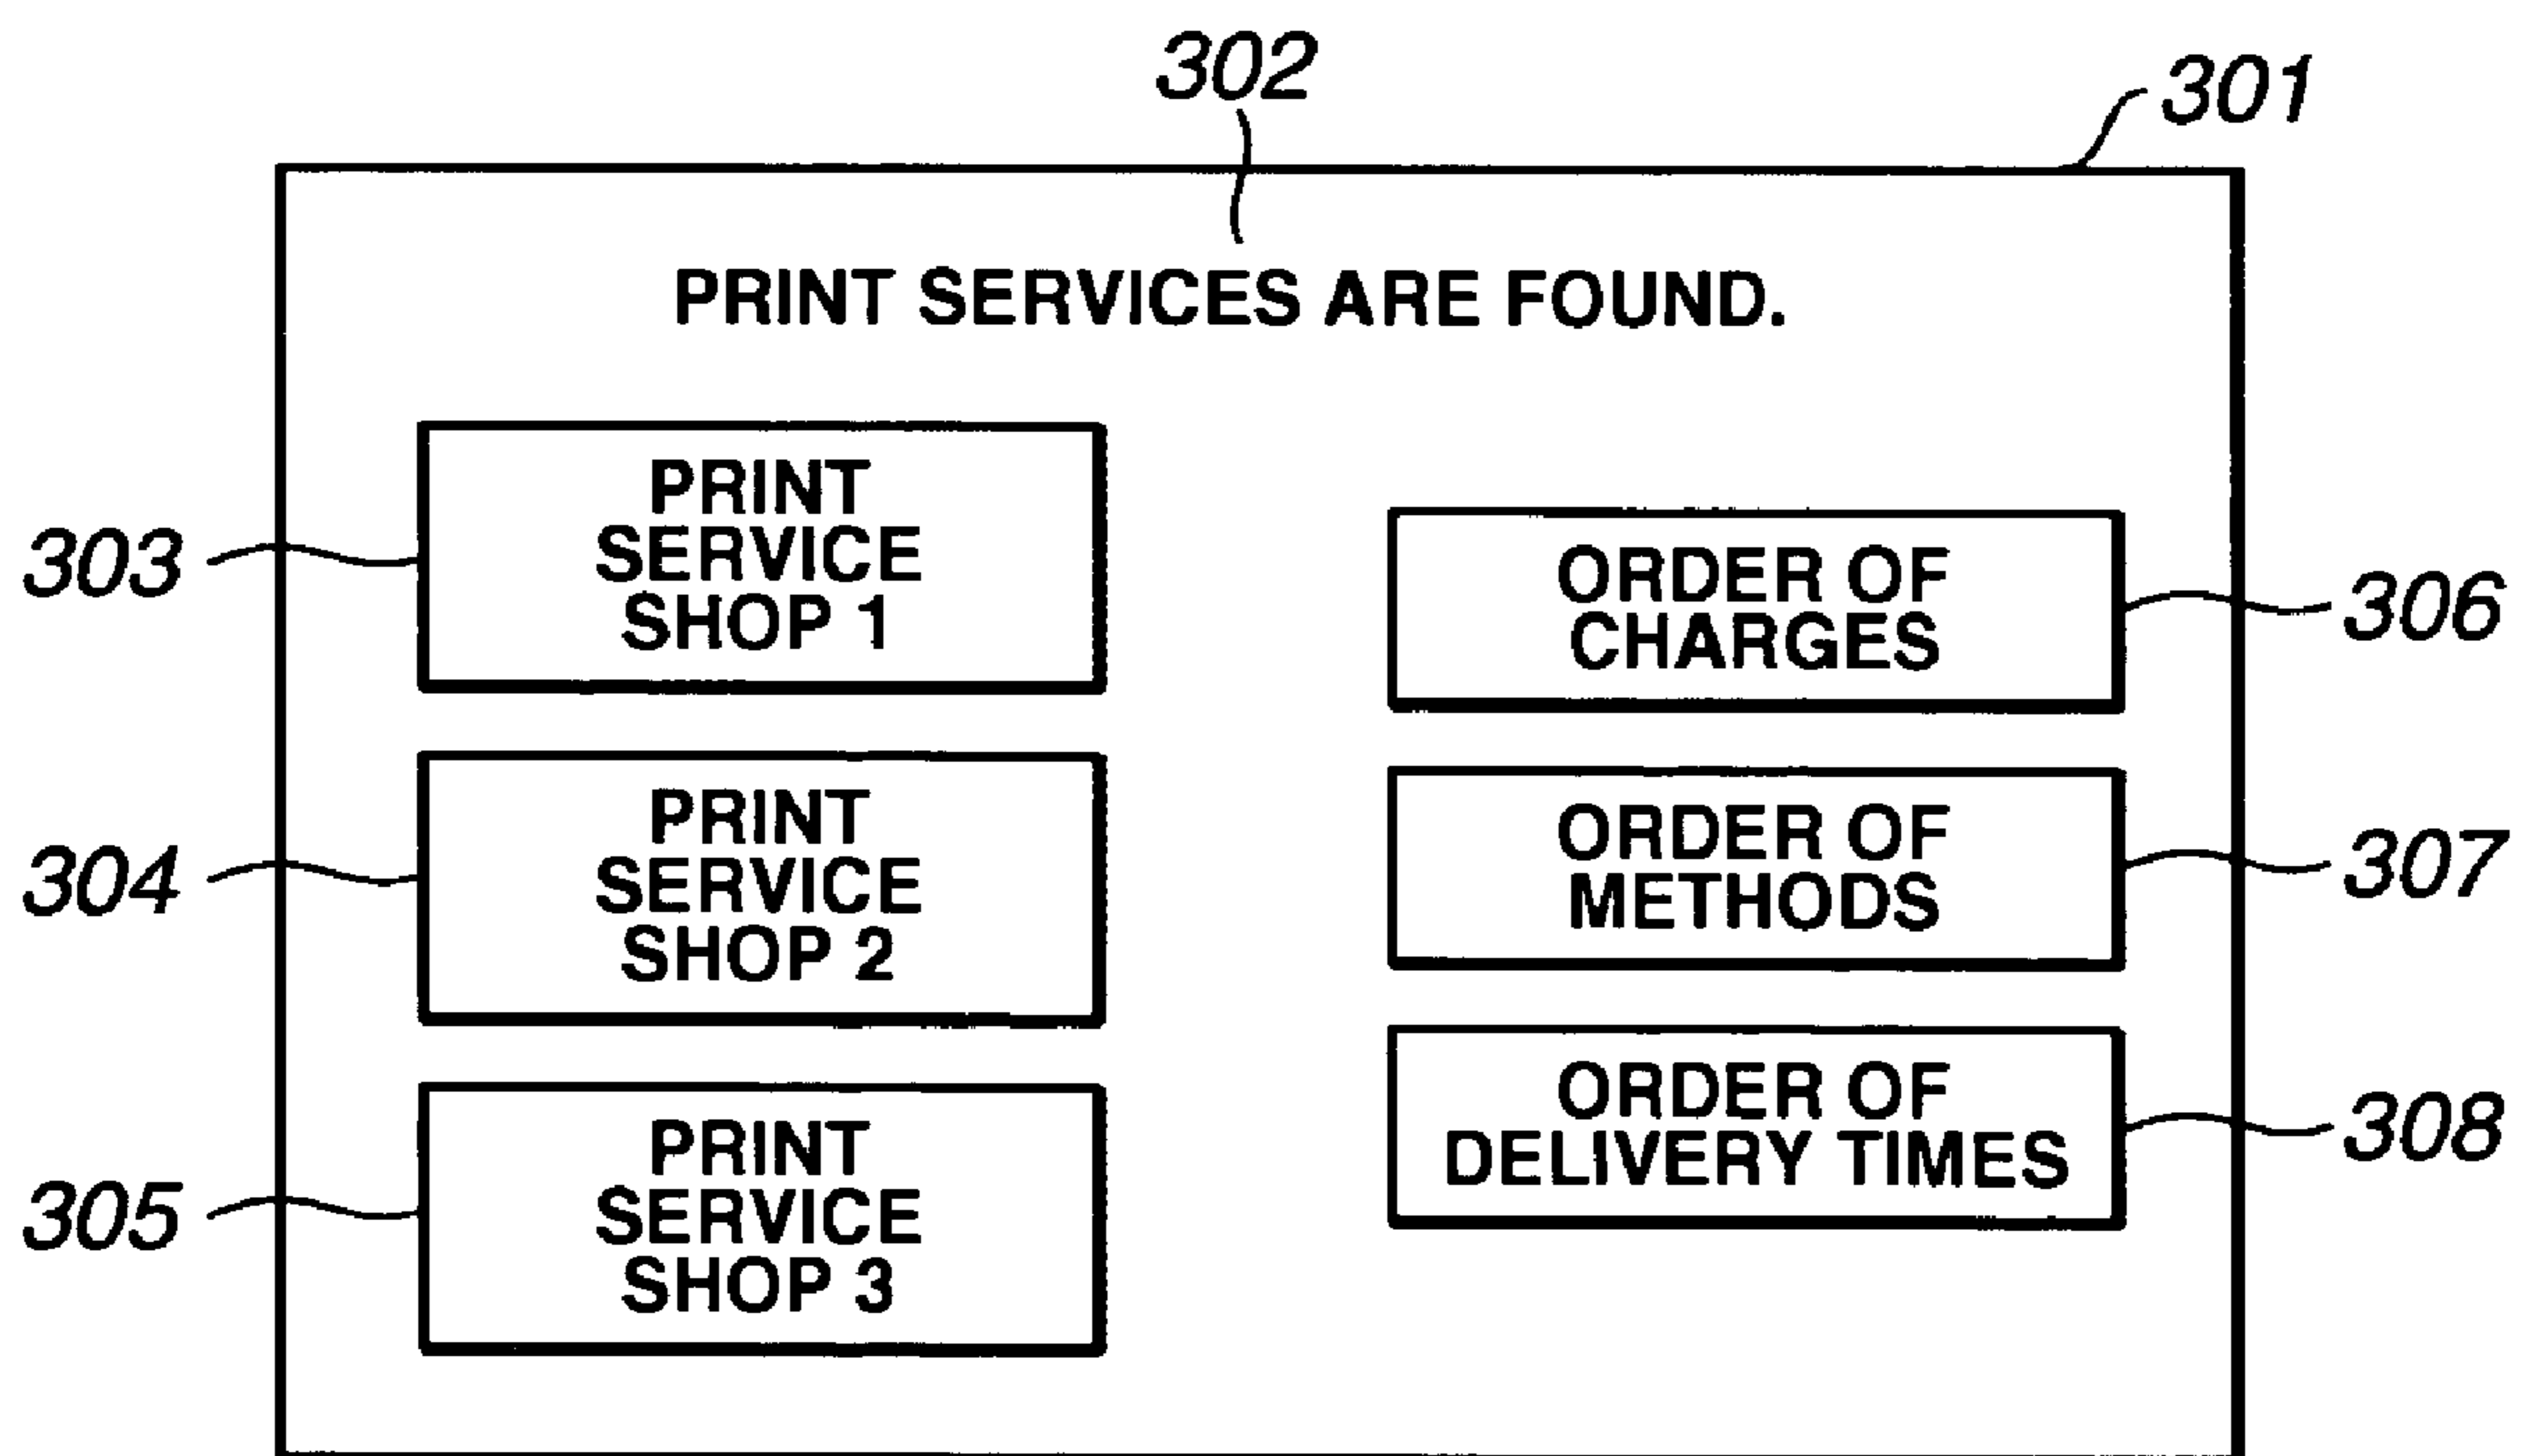 302
301
PRINT SERVICES ARE FOUND.
303
PRINT
SERVICE
SHOP 1
ORDER OF
CHARGES
306
304
PRINT
SERVICE
SHOP 2
ORDER OF
METHODS
307
305
PRINT
SERVICE
SHOP 3
ORDER OF
DELIVERY TIMES
308